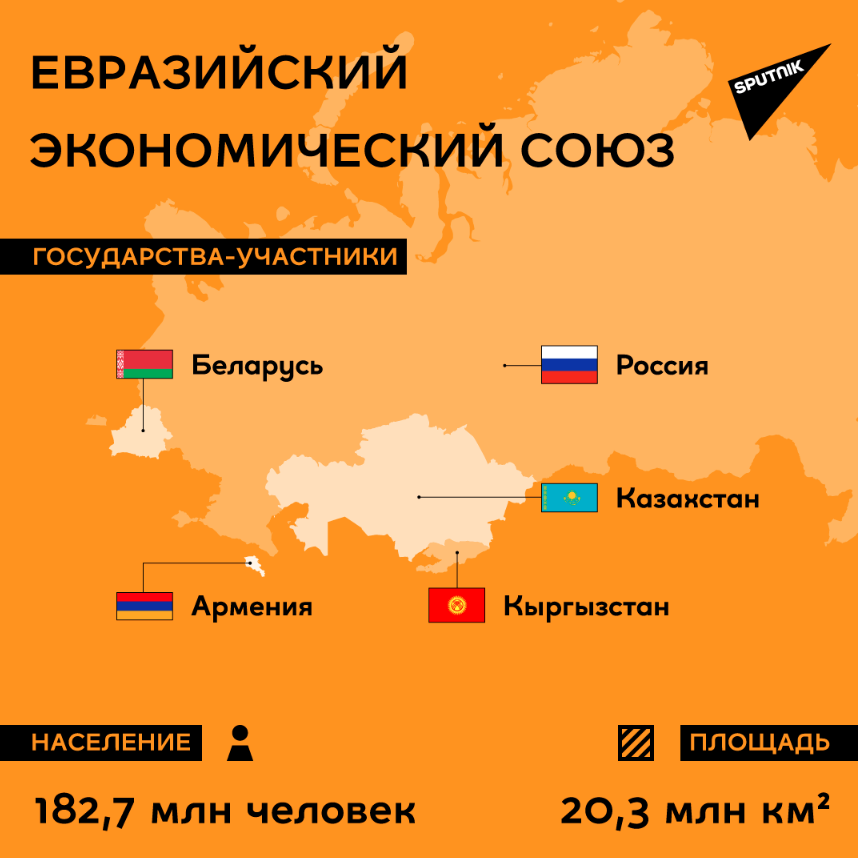 ЕВРАЗИЙСКИЙ
ЭКОНОМИЧЕСКИЙ СОЮЗ
SPUTNIK
ГОСУДАРСТВА-УЧАСТНИКИ
Беларусь
Россия
Казахстан
Армения
Кыргызстан
НАСЕЛЕНИЕ
ПЛОЩАДЬ
182,7 млн человек
20,3 млн км²